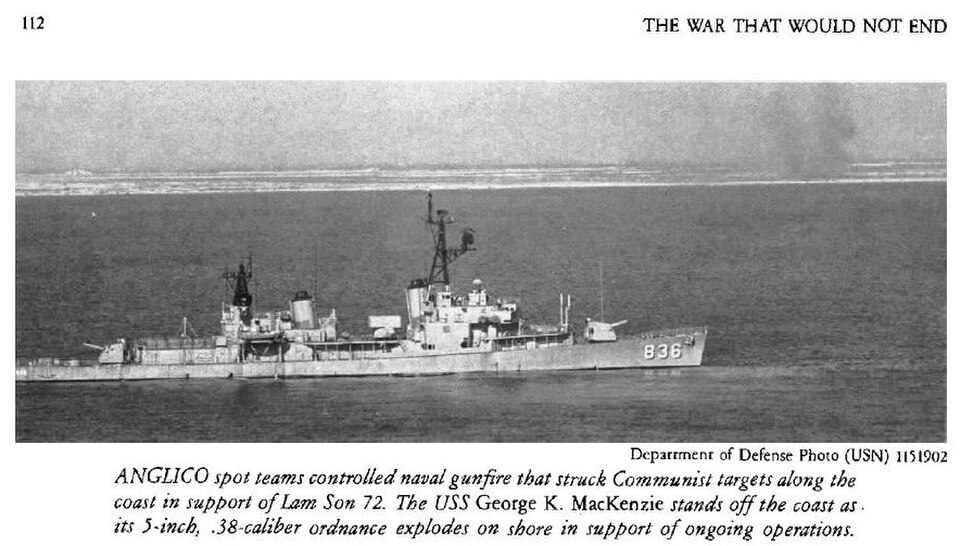 112
THE WAR THAT WOULD NOT END
836
Department of Defense Photo (USN) 1151902
ANGLICO spot teams controlled naval gunfire that struck Communist targets along the
coast in support of Lam Son 72. The USS George K. MacKenzie stands off the coast as
its 5-inch, .38-caliber ordnance explodes on shore in support of ongoing operations.